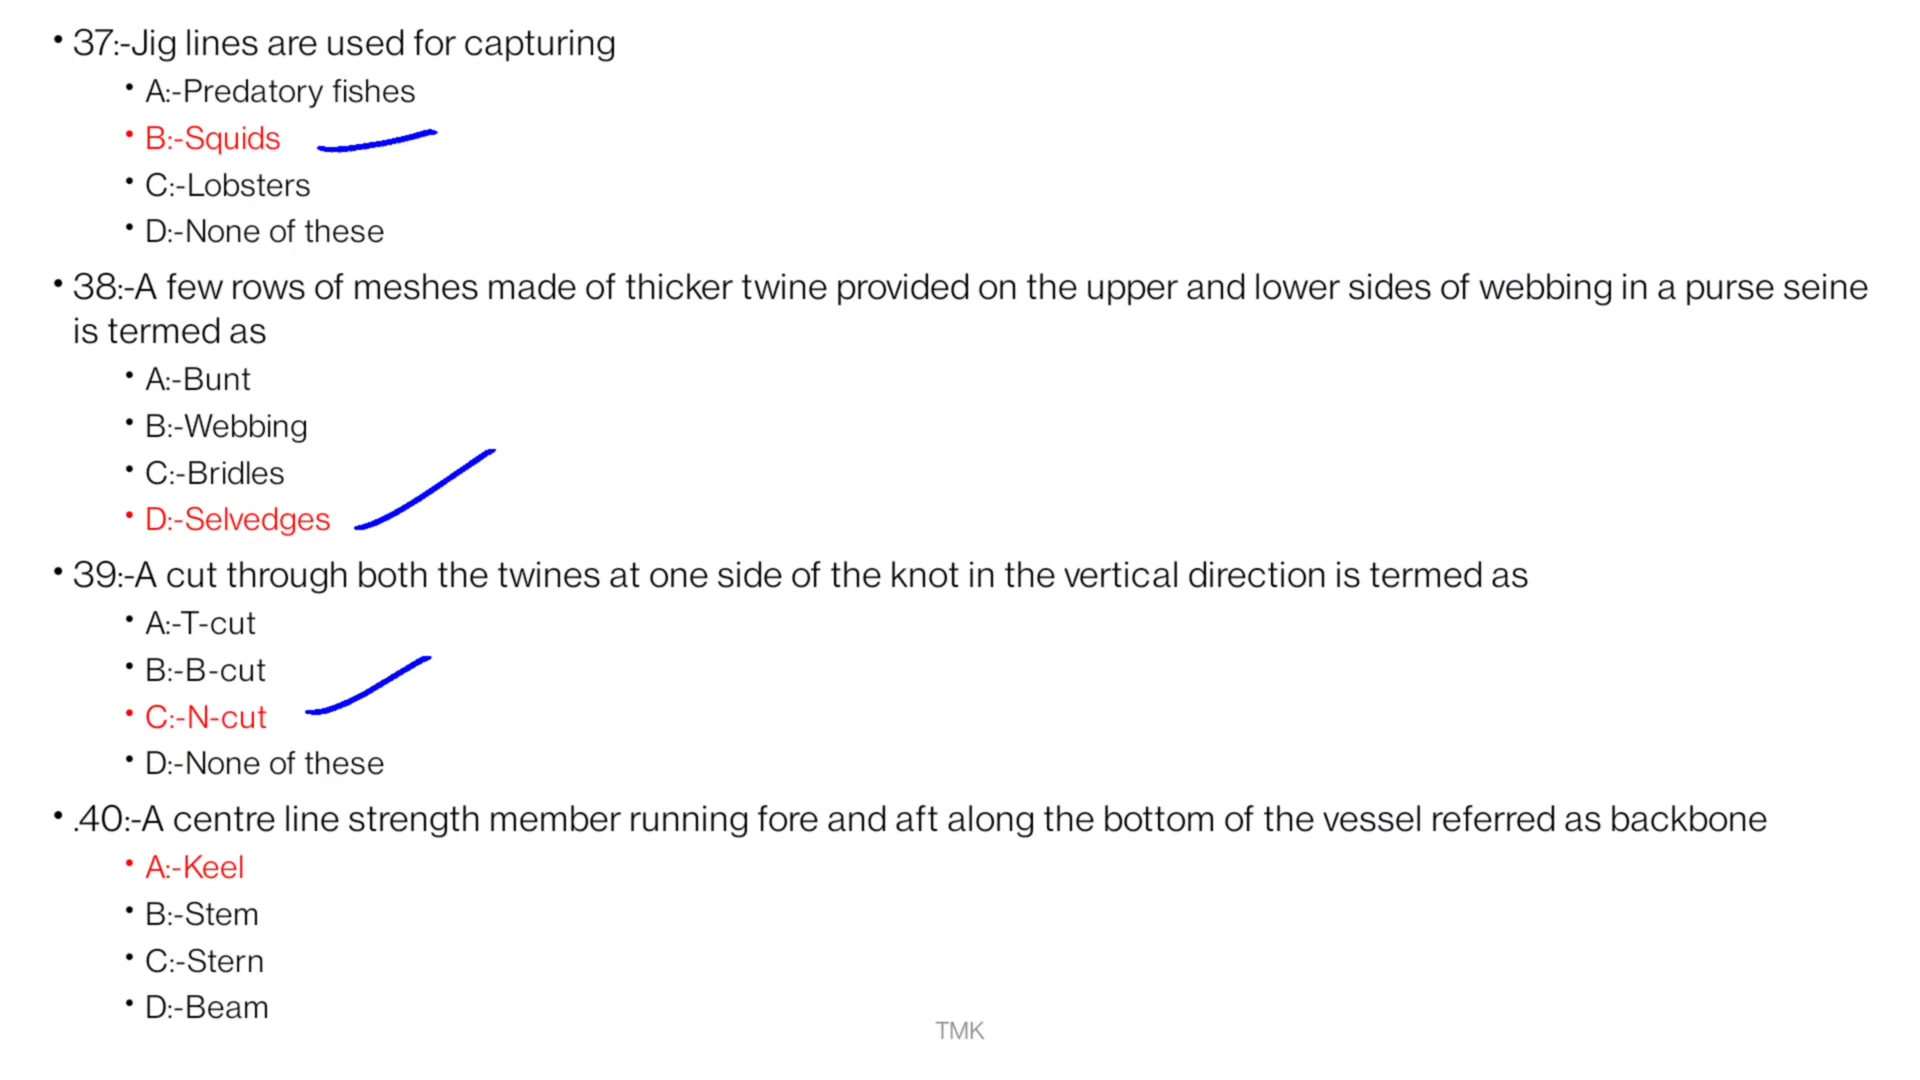 • 37:-Jig lines are used for capturing
• A:-Predatory fishes
• B:-Squids
• C:-Lobsters
• D:-None of these
• 38:-A few rows of meshes made of thicker twine provided on the upper and lower sides of webbing in a purse seine
is termed as
• A:-Bunt
• B:-Webbing
• C:-Bridles
• D:-Selvedges
• 39:-A cut through both the twines at one side of the knot in the vertical direction is termed as
• A:-T-cut
• B:-B-cut
• C:-N-cut
• D:-None of these
• .40:-A centre line strength member running fore and aft along the bottom of the vessel referred as backbone
• A:-Keel
• B:-Stem
• C:-Stern
• D:-Beam
TMK